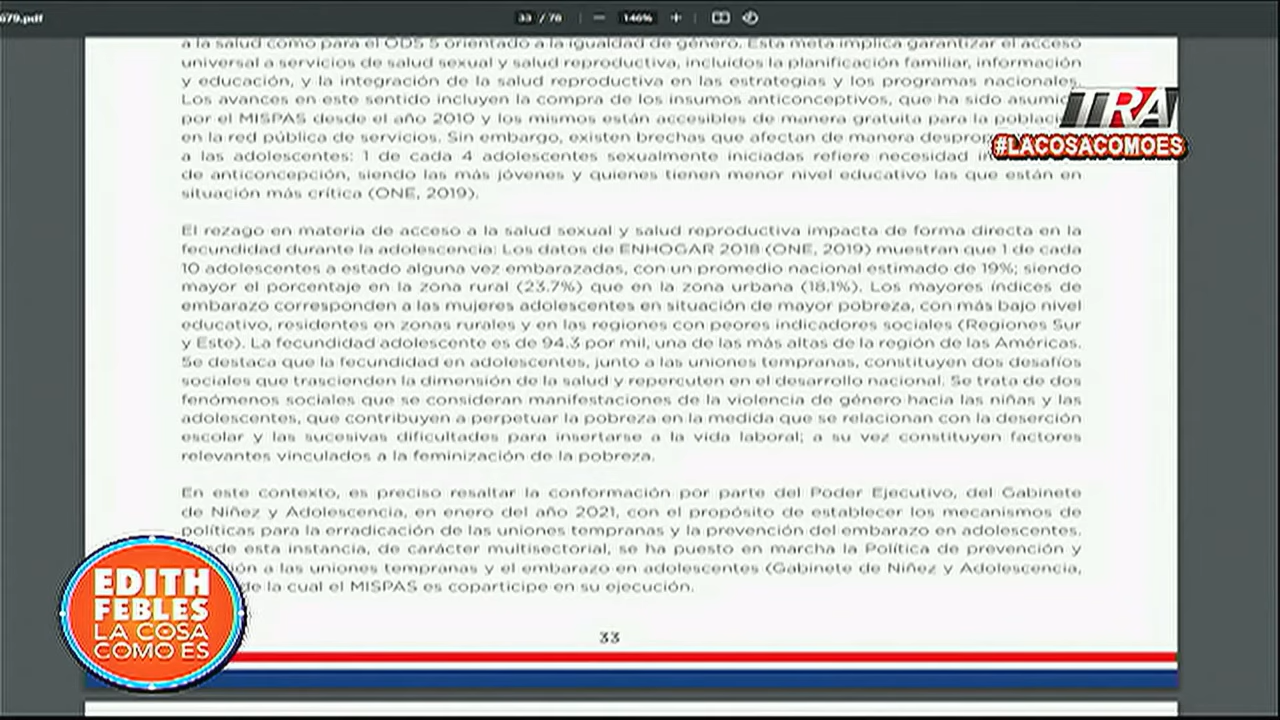 679.pdf
33 / 76
146%
a la salud como para el ODS 5 orientado a la igualdad de género. Esta meta implica garantizar el acceso
universal a servicios de salud sexual y salud reproductiva, incluidos la planificación familiar, información
y educación, y la integración de la salud reproductiva en las estrategias y los programas nacionales.
Los avances en este sentido incluyen la compra de los insumos anticonceptivos, que ha sido asumi
por el MISPAS desde el año 2010 y los mismos están accesibles de manera gratuita para la poblaci
en la red pública de servicios. Sin embargo, existen brechas que afectan de manera despropor
a las adolescentes: 1 de cada 4 adolescentes sexualmente iniciadas refiere necesidad in
de anticoncepción, siendo las más jóvenes y quienes tienen menor nivel educativo las que están en
situación más crítica (ONE, 2019).
El rezago en materia de acceso a la salud sexual y salud reproductiva impacta de forma directa en la
fecundidad durante la adolescencia: Los datos de ENHOGAR 2018 (ONE, 2019) muestran que 1 de cada
10 adolescentes a estado alguna vez embarazadas, con un promedio nacional estimado de 19%; siendo
mayor el porcentaje en la zona rural (23.7%) que en la zona urbana (18.1%). Los mayores índices de
embarazo corresponden a las mujeres adolescentes en situación de mayor pobreza, con más bajo nivel
educativo, residentes en zonas rurales y en las regiones con peores indicadores sociales (Regiones Sur
y Este). La fecundidad adolescente es de 94.3 por mil, una de las más altas de la región de las Américas.
Se destaca que la fecundidad en adolescentes, junto a las uniones tempranas, constituyen dos desafíos
sociales que trascienden la dimensión de la salud y repercuten en el desarrollo nacional. Se trata de dos
fenómenos sociales que se consideran manifestaciones de la violencia de género hacia las niñas y las
adolescentes, que contribuyen a perpetuar la pobreza en la medida que se relacionan con la deserción
escolar y las sucesivas dificultades para insertarse a la vida laboral; a su vez constituyen factores
relevantes vinculados a la feminización de la pobreza.
En este contexto, es preciso resaltar la conformación por parte del Poder Ejecutivo, del Gabinete
de Niñez y Adolescencia, en enero del año 2021, con el propósito de establecer los mecanismos de
políticas para la erradicación de las uniones tempranas y la prevención del embarazo en adolescentes.
esta instancia, de carácter multisectorial, se ha puesto en marcha la Política de prevención y
a las uniones tempranas y el embarazo en adolescentes (Gabinete de Niñez y Adolescencia,
de la cual el MISPAS es coparticipe en su ejecución.
33
TRA
#LACOSACOMOES
EDITH
FEBLES
LA COSA
COMO ES